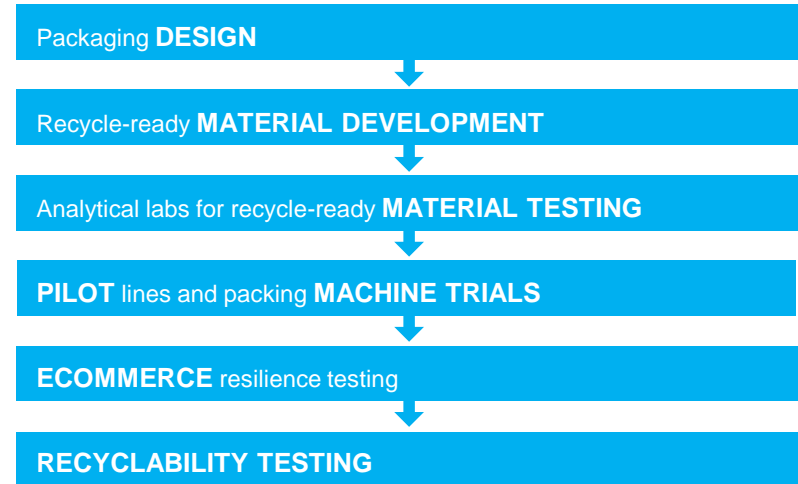 Packaging DESIGN
Recycle-ready MATERIAL DEVELOPMENT
Analytical labs for recycle-ready MATERIAL TESTING
PILOT lines and packing MACHINE TRIALS
ECOMMERCE resilience testing
RECYCLABILITY TESTING